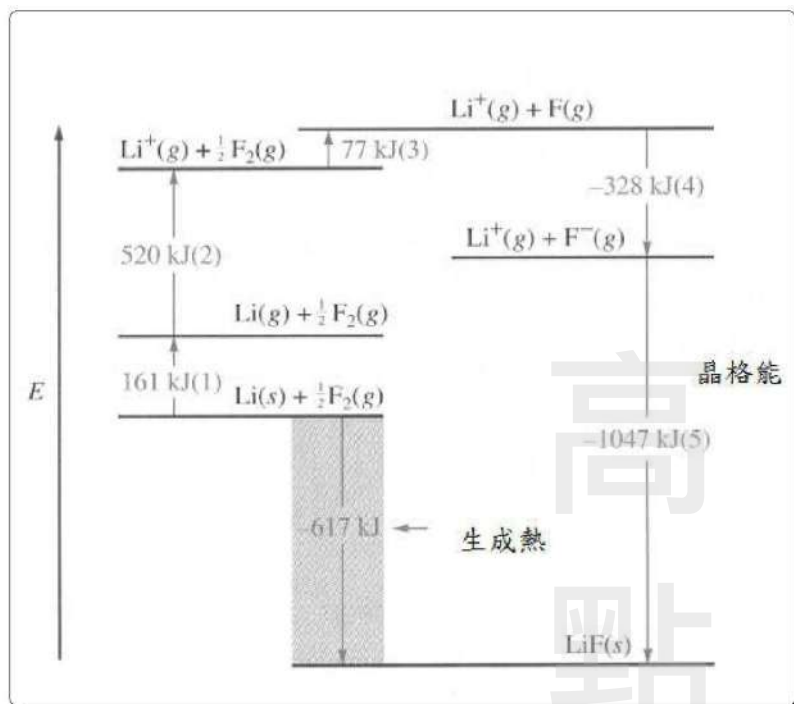 Li⁺(g) + F(g)
Li⁺(g) + ½ F₂(g)
77 kJ(3)
−328 kJ(4)
Li⁺(g) + F⁻(g)
520 kJ(2)
Li(g) + ½ F₂(g)
晶格能
E
161 kJ(1)
Li(s) + ½ F₂(g)
−1047 kJ(5)
−617 kJ
生成熱
LiF(s)
高
點